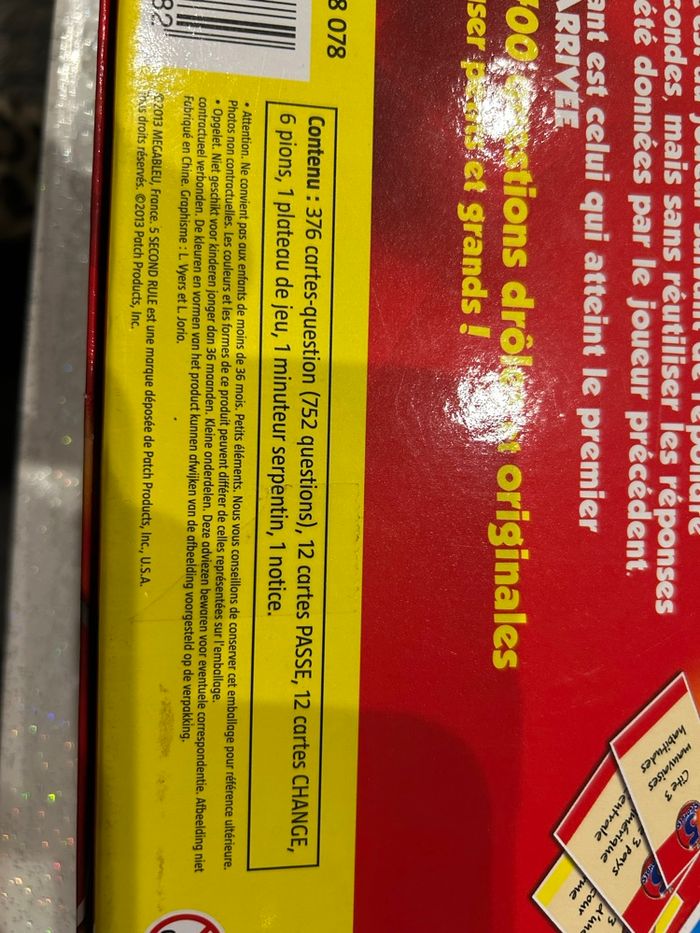 condes, mais sans réutiliser les réponses
été données par le joueur précédent.
ant est celui qui atteint le premier
ARRIVÉE
400 drôles originales
et grands !
8 078
82
Contenu : 376 cartes-question (752 questions), 12 cartes PASSE, 12 cartes CHANGE,
6 pions, 1 plateau de jeu, 1 minuteur serpentin, 1 notice.
• Attention. Ne convient pas aux enfants de moins de 36 mois. Petits éléments. Nous vous conseillons de conserver cet emballage pour référence ultérieure.
Photos non contractuelles. Les couleurs et les formes de ce produit peuvent différer de celles représentées sur l'emballage.
• Opgelet. Niet geschikt voor kinderen jonger dan 36 maanden. Kleine onderdelen. Deze adviezen bewaren voor eventuele correspondentie. Afbeelding niet
contractueel verbonden. De kleuren en vormen van het product kunnen afwijken van de afbeelding voorgesteld op de verpakking.
Fabriqué en Chine. Graphisme : L. Vyers et L. Jorio.
©2013 MEGABLEU, France. 5 SECOND RULE est une marque déposée de Patch Products, Inc., U.S.A.
Tous droits réservés. ©2013 Patch Products, Inc.
Cite 3
mauvaises
habitudes
3 pays
entrale